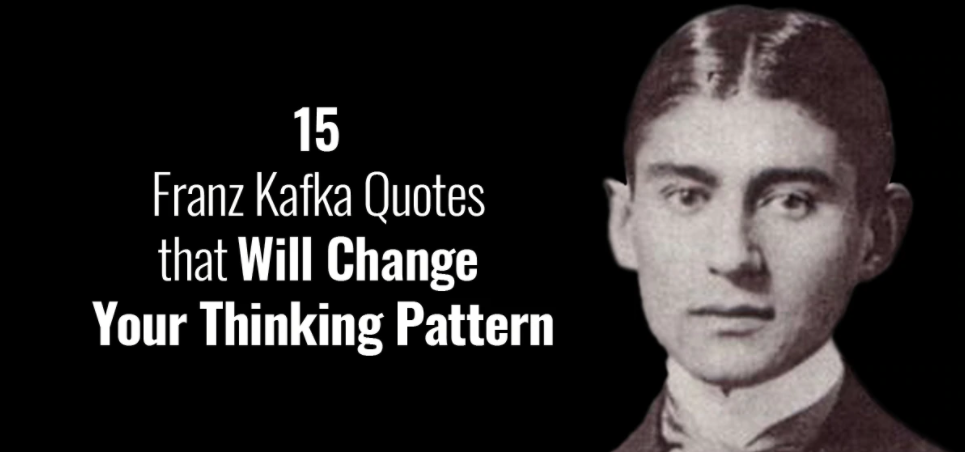 15
Franz Kafka Quotes
that Will Change
Your Thinking Pattern